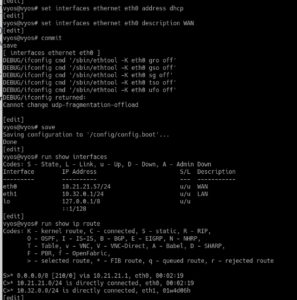 [edit]
vyos@vyos# set interfaces ethernet eth0 address dhcp
[edit]
vyos@vyos# set interfaces ethernet eth0 description WAN
[edit]
vyos@vyos# commit
save
[ interfaces ethernet eth0 ]
DEBUG/ifconfig cmd '/sbin/ethtool -K eth0 gro off'
DEBUG/ifconfig cmd '/sbin/ethtool -K eth0 gso off'
DEBUG/ifconfig cmd '/sbin/ethtool -K eth0 sg off'
DEBUG/ifconfig cmd '/sbin/ethtool -K eth0 tso off'
DEBUG/ifconfig cmd '/sbin/ethtool -K eth0 ufo off'
DEBUG/ifconfig returned:
Cannot change udp-fragmentation-offload
[edit]
vyos@vyos# save
Saving configuration to '/config/config.boot'...
Done
[edit]
vyos@vyos# run show interfaces
Codes: S - State, L - Link, u - Up, D - Down, A - Admin Down
Interface IP Address S/L Description
--------- ---------- --- -----------
eth0 10.21.21.57/24 u/u WAN
eth1 10.32.0.1/24 u/u LAN
lo 127.0.0.1/8 u/u
::1/128
[edit]
vyos@vyos# run show ip route
Codes: K - kernel route, C - connected, S - static, R - RIP,
O - OSPF, I - IS-IS, B - BGP, E - EIGRP, N - NHRP,
T - Table, v - VNC, V - VNC-Direct, A - Babel, D - SHARP,
F - PBR, f - OpenFabric,
> - selected route, * - FIB route, q - queued route, r - rejected route
S>* 0.0.0.0/0 [210/0] via 10.21.21.1, eth0, 00:02:19
C>* 10.21.21.0/24 is directly connected, eth0, 00:02:19
C>* 10.32.0.0/24 is directly connected, eth1, 01w4d06h